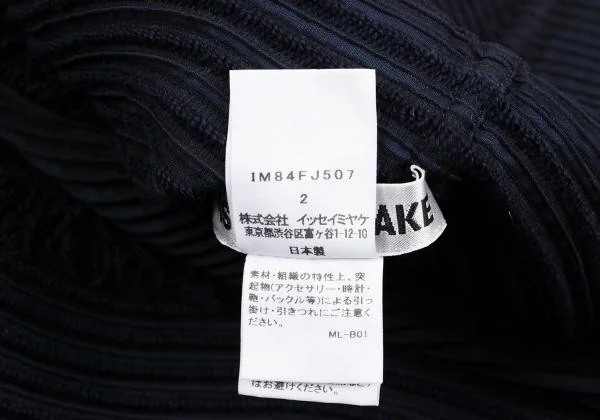 IM84FJ507
2
株式会社 イッセイミヤケ
東京都渋谷区富ヶ谷1-12-10
日本製
AKE
素材・組織の特性上、突
起物(アクセサリー・時計・
鞄・バックル等)による引っ
掛け・引きつれにご注意く
ださい。
ML-B01
はお避けください。